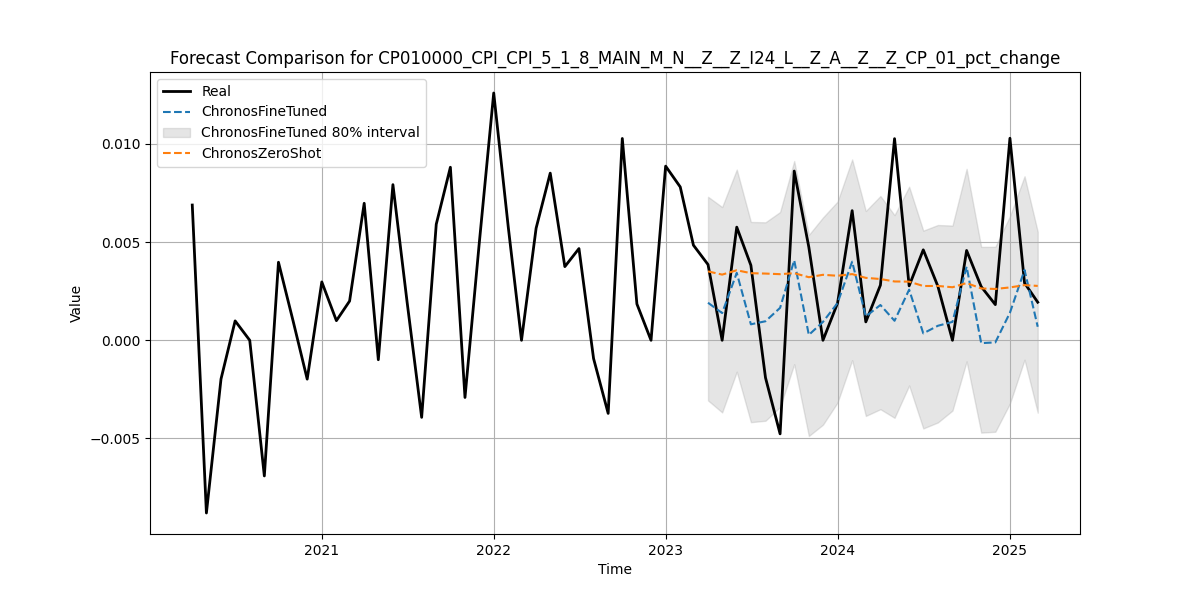 Forecast Comparison for CP010000_CPI_CPI_5_1_8_MAIN_M_N__Z__Z_I24_L__Z_A__Z__Z_CP_01_pct_change
Real
ChronosFineTuned
ChronosFineTuned 80% interval
ChronosZeroShot
0.010
0.005
0.000
−0.005
Value
2021
2022
2023
2024
2025
Time